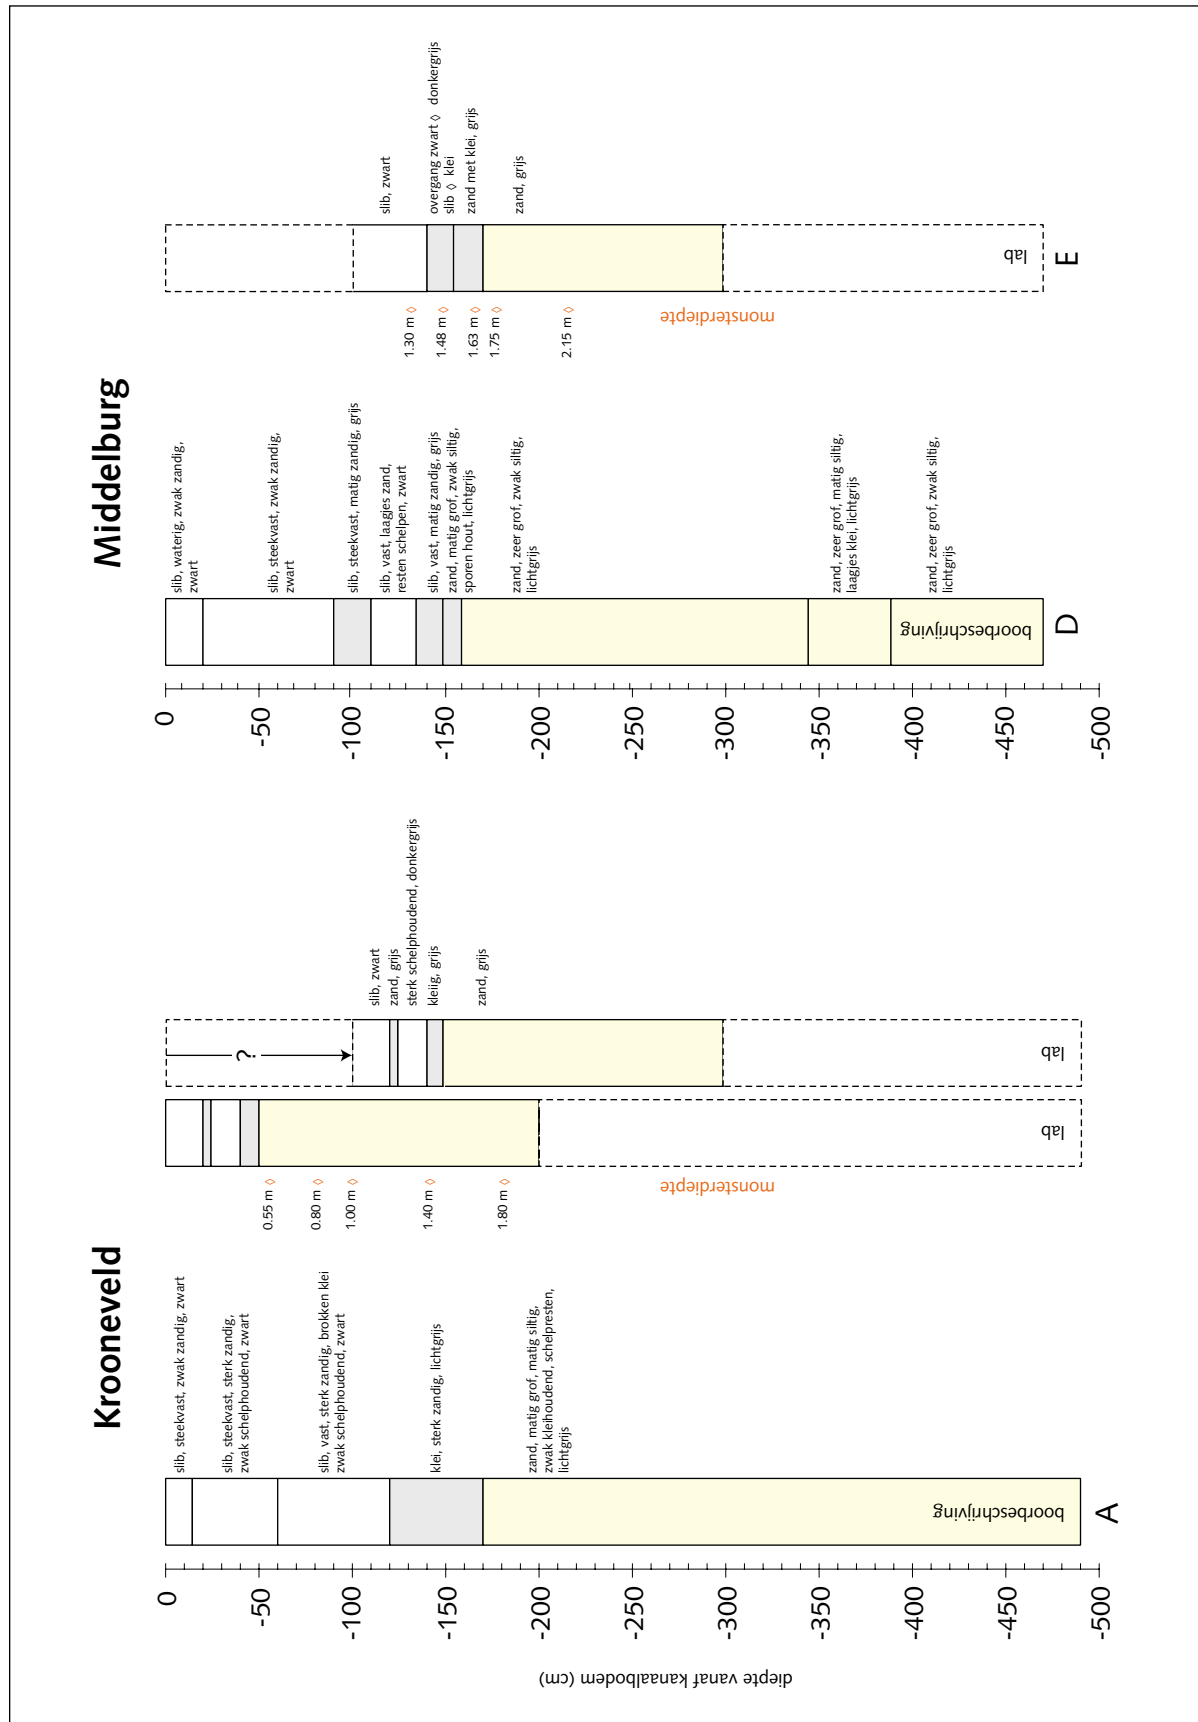 Krooneveld
diepte vanaf kanaalbodem (cm)
0
-50
-100
-150
-200
-250
-300
-350
-400
-450
-500
slib, steekvast, zwak zandig, zwart
slib, steekvast, sterk zandig,
zwak schelphoudend, zwart
slib, vast, sterk zandig, brokken klei
zwak schelphoudend, zwart
klei, sterk zandig, lichtgrijs
zand, matig grof, matig siltig,
zwak kleihoudend, schelpresten,
lichtgrijs
boorbeschrijving
A
0.55 m ◊
0.80 m ◊
1.00 m ◊
1.40 m ◊
1.80 m ◊
monsterdiepte
lab
?
lab
slib, zwart
zand, grijs
sterk schelphoudend, donkergrijs
kleiig, grijs
zand, grijs
Middelburg
0
-50
-100
-150
-200
-250
-300
-350
-400
-450
-500
slib, waterig, zwak zandig,
zwart
slib, steekvast, zwak zandig,
zwart
slib, steekvast, matig zandig, grijs
slib, vast, laagjes zand,
resten schelpen, zwart
slib, vast, matig zandig, grijs
zand, matig grof, zwak siltig,
sporen hout, lichtgrijs
zand, zeer grof, zwak siltig,
lichtgrijs
zand, zeer grof, matig siltig,
laagjes klei, lichtgrijs
zand, zeer grof, zwak siltig,
lichtgrijs
boorbeschrijving
D
1.30 m ◊
1.48 m ◊
1.63 m ◊
1.75 m ◊
2.15 m ◊
monsterdiepte
slib, zwart
overgang zwart ◊ donkergrijs
slib ◊ klei
zand met klei, grijs
zand, grijs
lab
E